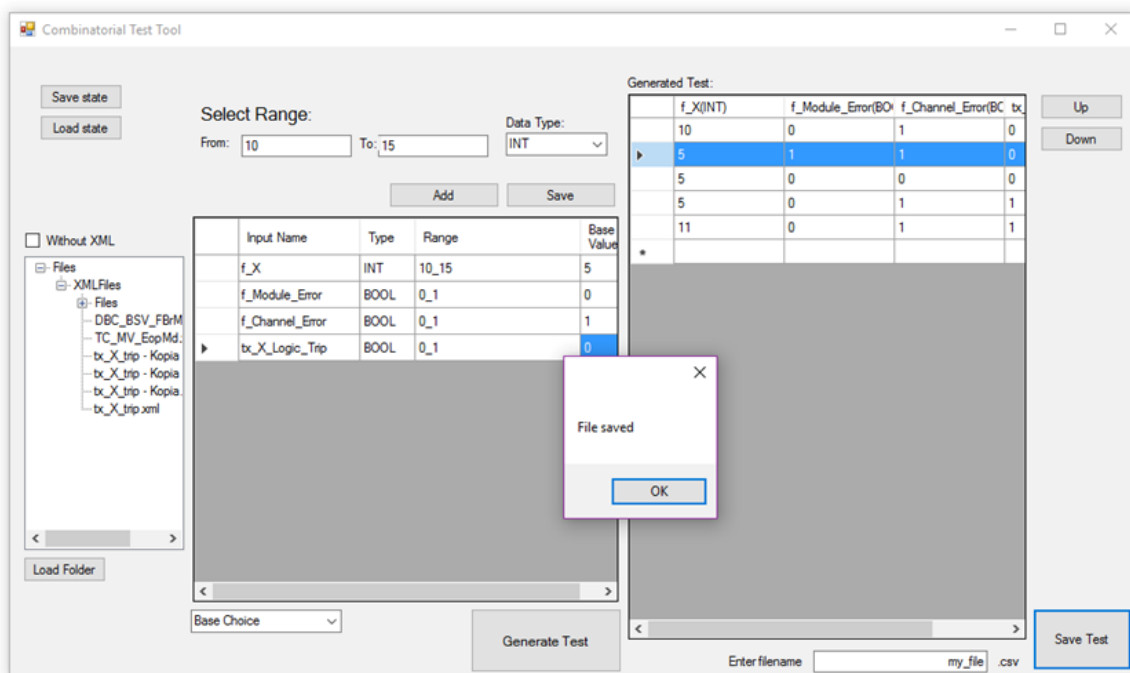 Combinatorial Test Tool
Save state
Load state
Select Range:
From: 10 To: 15
Data Type:
INT
Add Save
Without XML
Files
XMLFiles
Files
DBC_BSV_FBrM
TC_MV_EopMd.
tx_X_trip - Kopia
tx_X_trip - Kopia
tx_X_trip - Kopia.
tx_X_trip.xml
Load Folder
Input Name Type Range Base Value
f_X INT 10_15 5
f_Module_Error BOOL 0_1 0
f_Channel_Error BOOL 0_1 1
tx_X_Logic_Trip BOOL 0_1 0
Base Choice
Generate Test
File saved
OK
Generated Test:
f_X(INT) f_Module_Error(BO f_Channel_Error(BC tx_
10 0 1 0
5 1 1 0
5 0 0 0
5 0 1 1
11 0 1 1
*
Up
Down
Enter filename my_file .csv
Save Test